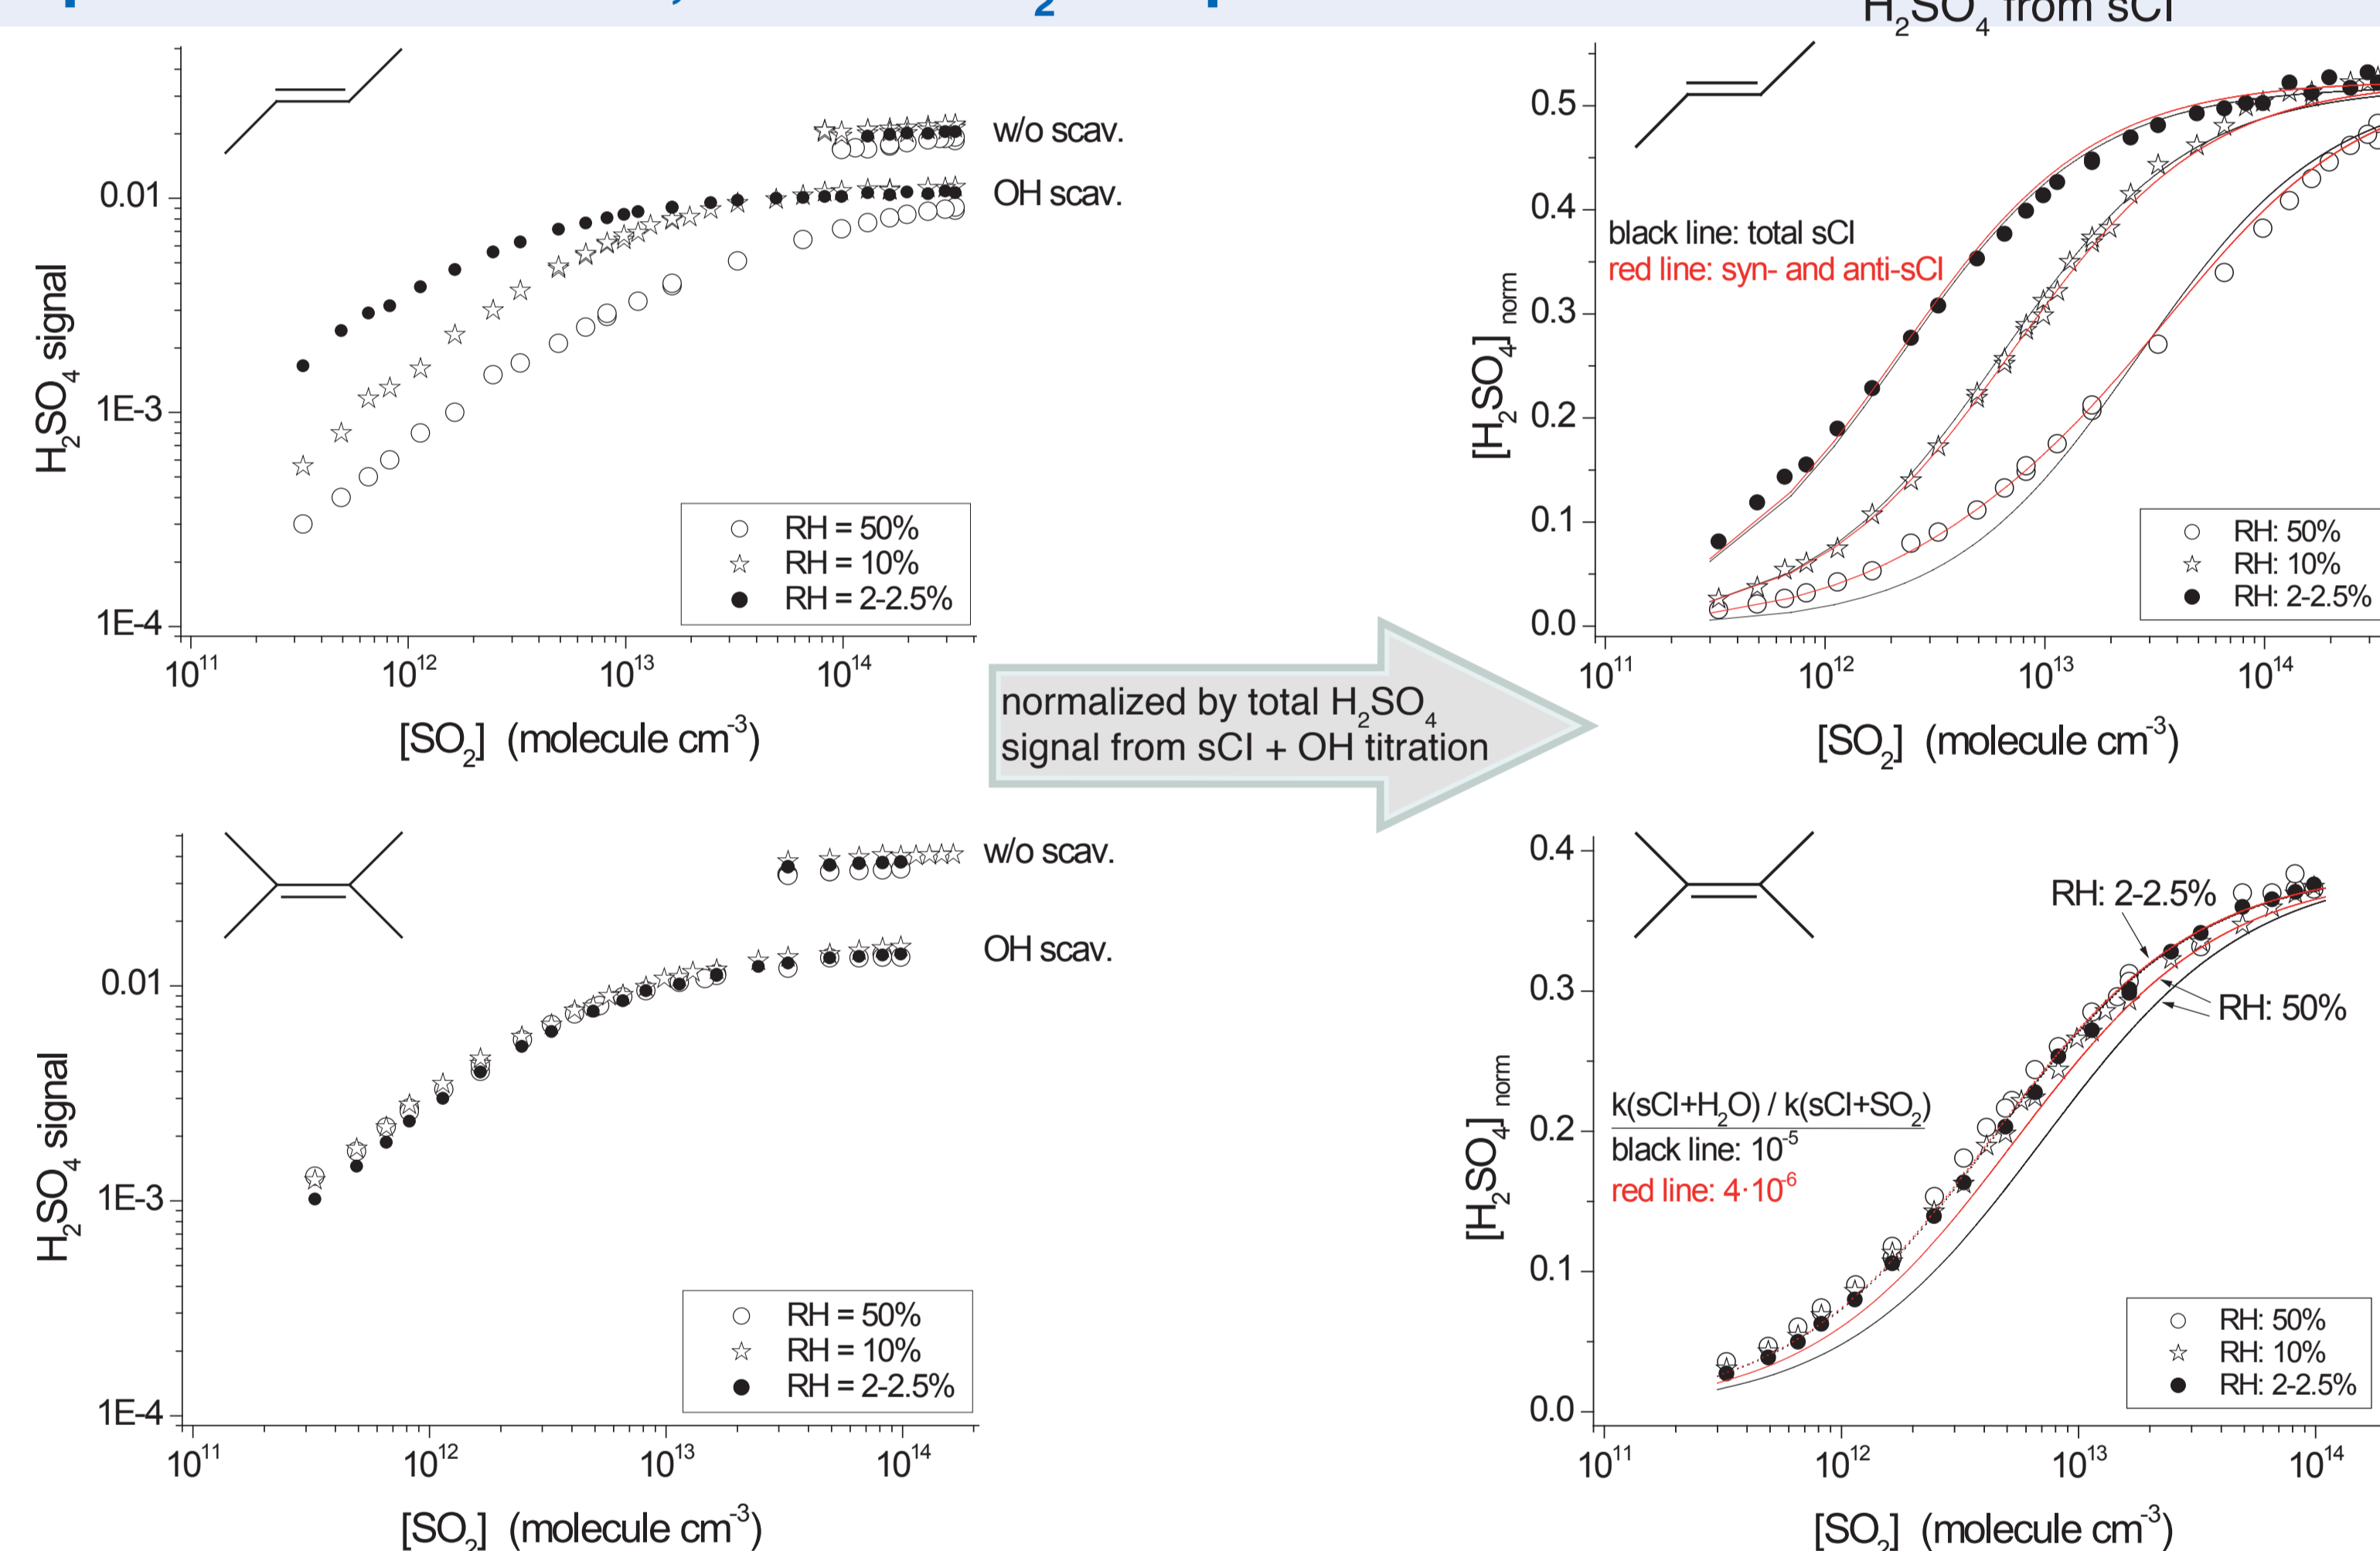 H2SO4 from sCI
0.01
1E-3
1E-4
H2SO4 signal
w/o scav.
OH scav.
RH = 50%
RH = 10%
RH = 2-2.5%
10^11
10^12
10^13
10^14
[SO2] (molecule cm^-3)
0.5
0.4
0.3
0.2
0.1
0.0
[H2SO4]norm
black line: total sCI
red line: syn- and anti-sCI
RH: 50%
RH: 10%
RH: 2-2.5%
10^11
10^12
10^13
10^14
[SO2] (molecule cm^-3)
normalized by total H2SO4
signal from sCI + OH titration
0.01
1E-3
1E-4
H2SO4 signal
w/o scav.
OH scav.
RH = 50%
RH = 10%
RH = 2-2.5%
10^11
10^12
10^13
10^14
[SO2] (molecule cm^-3)
0.4
0.3
0.2
0.1
0.0
[H2SO4]norm
RH: 2-2.5%
RH: 50%
k(sCI+H2O) / k(sCI+SO2)
black line: 10^-5
red line: 4·10^-6
RH: 50%
RH: 10%
RH: 2-2.5%
10^11
10^12
10^13
10^14
[SO2] (molecule cm^-3)